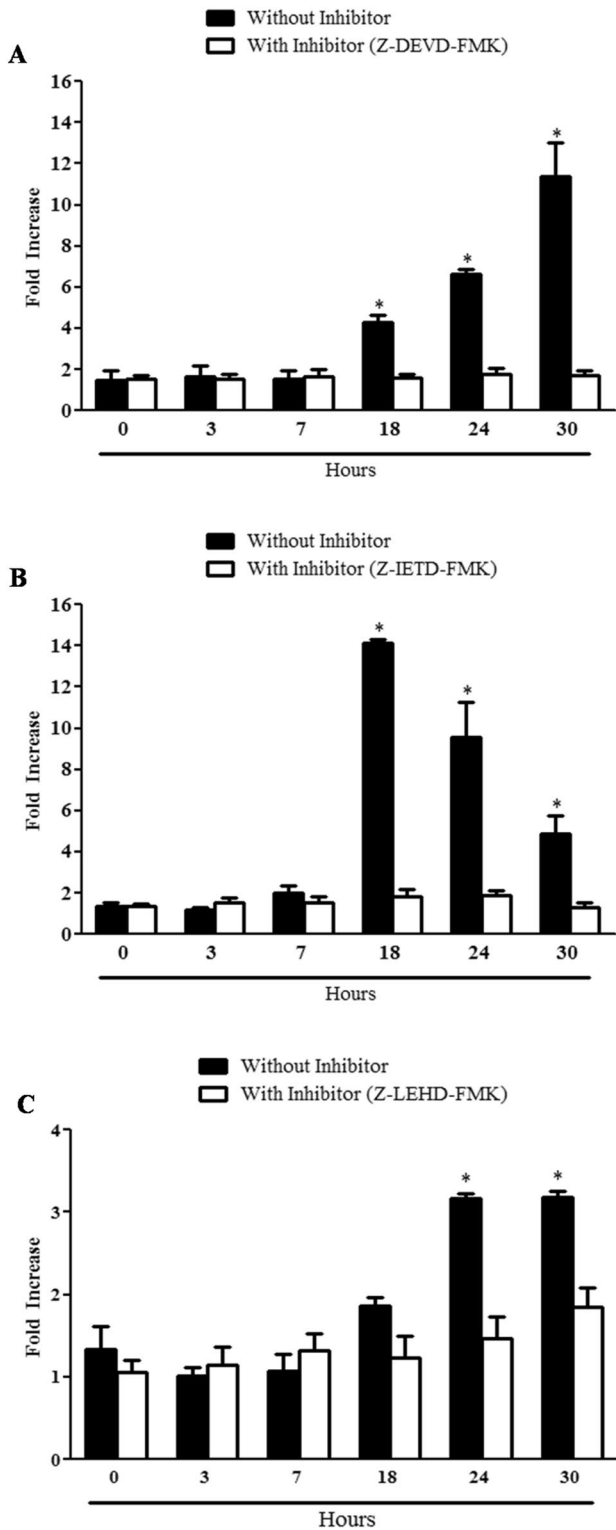 Without Inhibitor
With Inhibitor (Z-DEVD-FMK)
A
16
14
12
10
8
6
4
2
0
Fold Increase
*
*
*
0 3 7 18 24 30
Hours
Without Inhibitor
With Inhibitor (Z-IETD-FMK)
B
16
14
12
10
8
6
4
2
0
Fold Increase
*
*
*
0 3 7 18 24 30
Hours
Without Inhibitor
With Inhibitor (Z-LEHD-FMK)
C
4
3
2
1
0
Fold Increase
* *
0 3 7 18 24 30
Hours